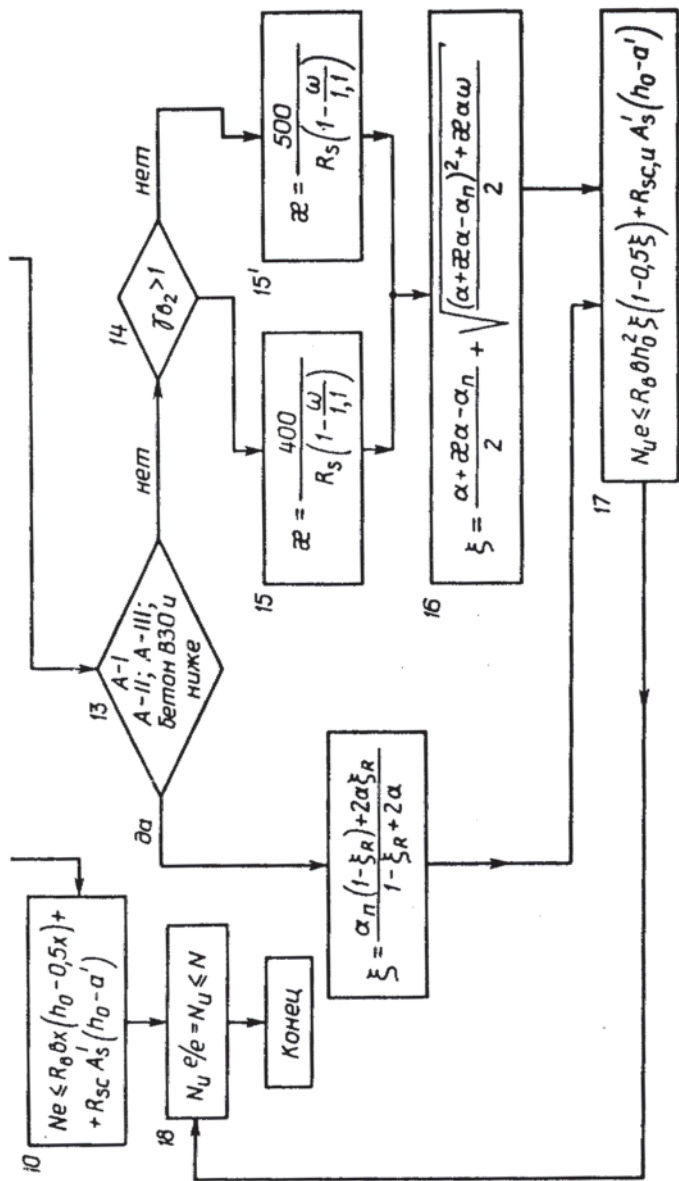 10
Ne ≤ R_в вx (h_0 - 0,5x) +
+ R_sc A'_s (h_0 - a')
18
N_u e/e = N_u ≤ N
Конец
13
А-I
А-II; А-III;
бетон В30 и
ниже
да
нет
ξ = (α_n (1 - ξ_R) + 2αξ_R) / (1 - ξ_R + 2α)
14
γ_в2 > 1
нет
15
æ = 400 / (R_s (1 - ω/1,1))
15'
æ = 500 / (R_s (1 - ω/1,1))
16
ξ = (α + æα - α_n) / 2 + √((α + æα - α_n)² + æαω) / 2
17
N_u e ≤ R_в вh_0² ξ (1 - 0,5ξ) + R_sc,u A'_s (h_0 - a')